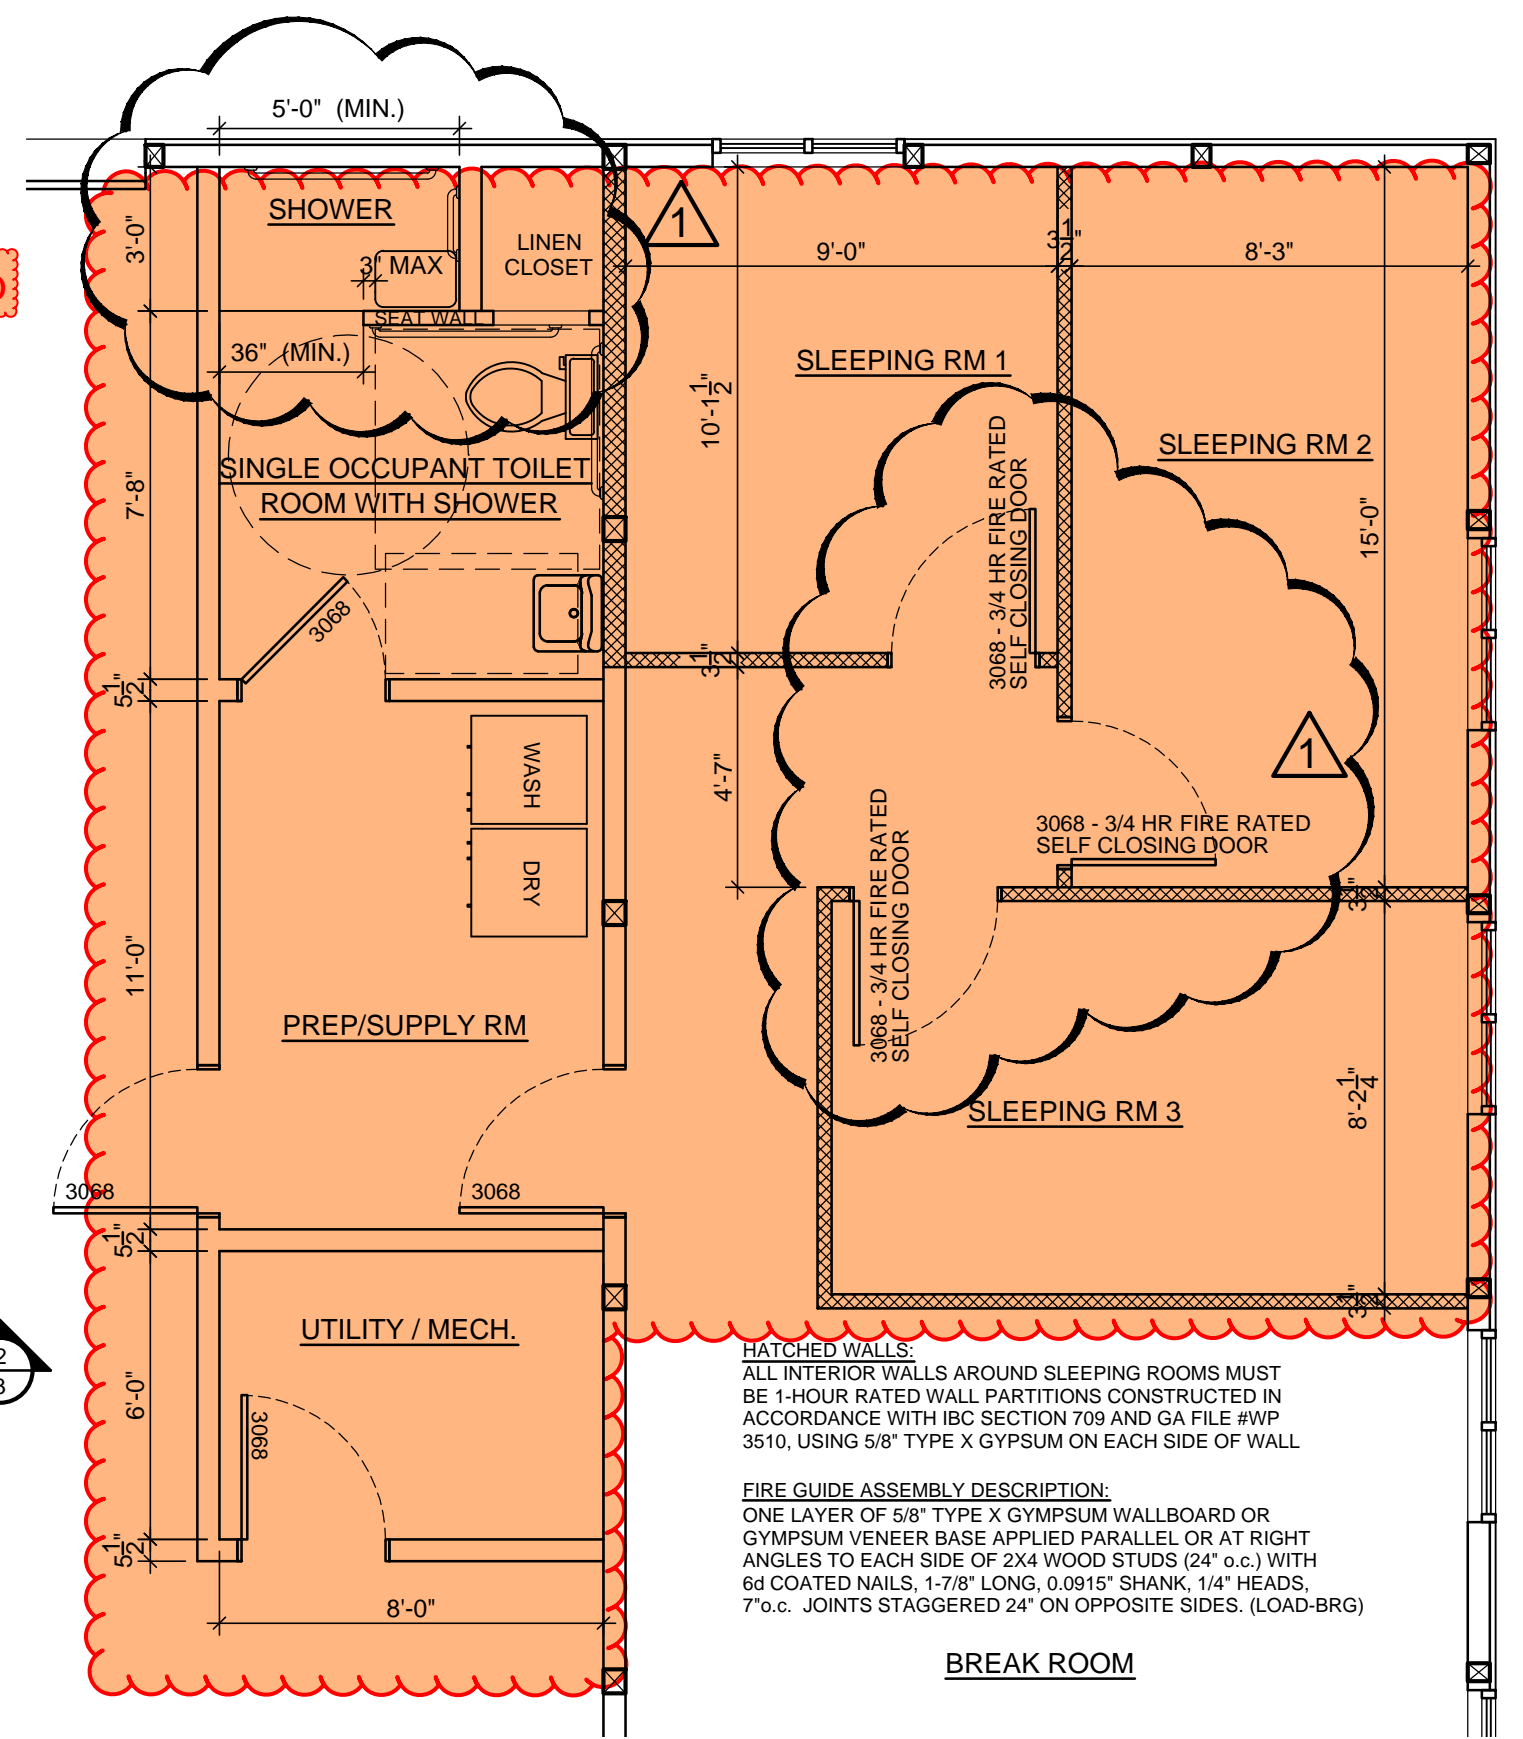 5'-0" (MIN.)
SHOWER
3'-0"
LINEN
CLOSET
3" MAX
SEAT WALL
36" (MIN.)
1
9'-0"
3 1/2"
8'-3"
SLEEPING RM 1
10'-1 1/2"
SLEEPING RM 2
15'-0"
SINGLE OCCUPANT TOILET
ROOM WITH SHOWER
7'-8"
3068
3068 - 3/4 HR FIRE RATED
SELF CLOSING DOOR
3 1/2"
5 1/2"
WASH
DRY
4'-7"
1
3068 - 3/4 HR FIRE RATED
SELF CLOSING DOOR
3068 - 3/4 HR FIRE RATED
SELF CLOSING DOOR
3 1/2"
11'-0"
PREP/SUPPLY RM
SLEEPING RM 3
8'-2 1/4"
3068
3068
5 1/2"
3 1/2"
UTILITY / MECH.
6'-0"
3068
5 1/2"
8'-0"
HATCHED WALLS:
ALL INTERIOR WALLS AROUND SLEEPING ROOMS MUST
BE 1-HOUR RATED WALL PARTITIONS CONSTRUCTED IN
ACCORDANCE WITH IBC SECTION 709 AND GA FILE #WP
3510, USING 5/8" TYPE X GYPSUM ON EACH SIDE OF WALL
FIRE GUIDE ASSEMBLY DESCRIPTION:
ONE LAYER OF 5/8" TYPE X GYMPSUM WALLBOARD OR
GYMPSUM VENEER BASE APPLIED PARALLEL OR AT RIGHT
ANGLES TO EACH SIDE OF 2X4 WOOD STUDS (24" o.c.) WITH
6d COATED NAILS, 1-7/8" LONG, 0.0915" SHANK, 1/4" HEADS,
7"o.c. JOINTS STAGGERED 24" ON OPPOSITE SIDES. (LOAD-BRG)
BREAK ROOM